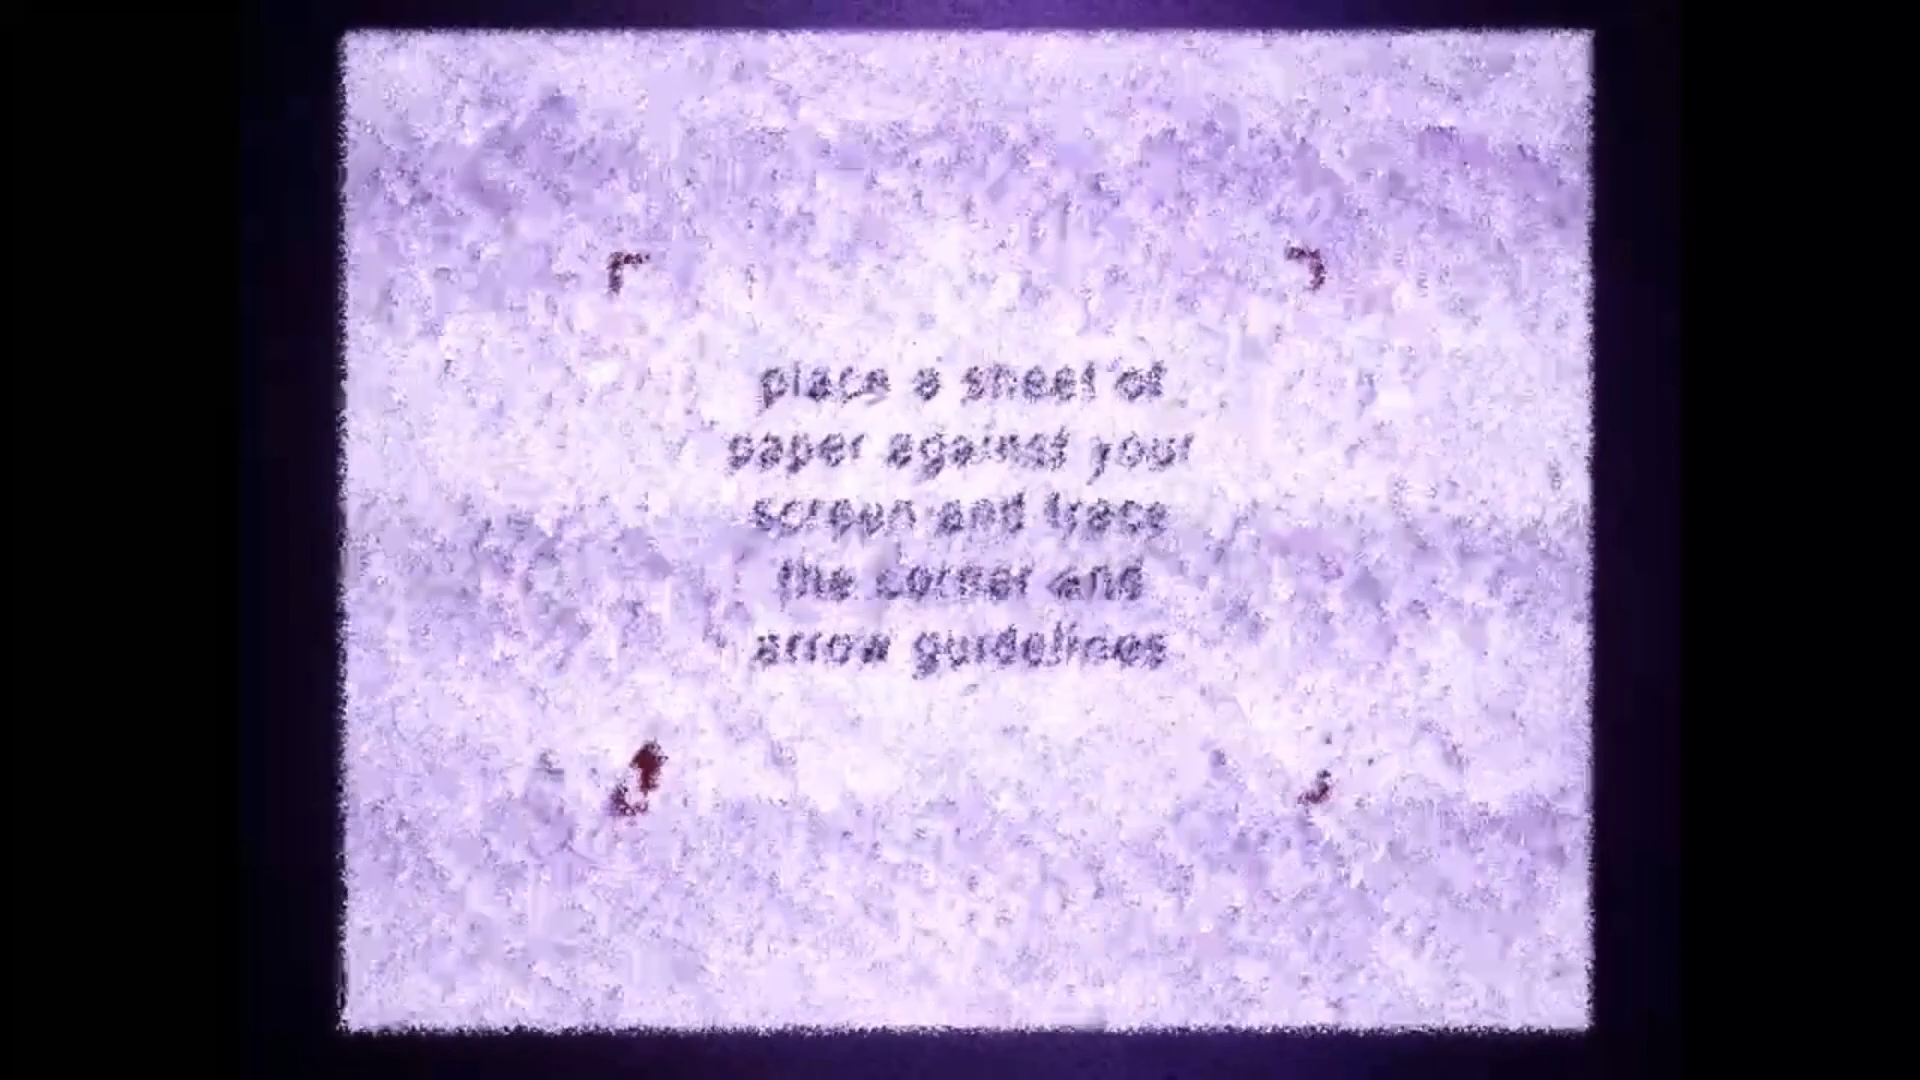 place a sheet of
paper against your
screen and trace
the corner and
arrow guidelines